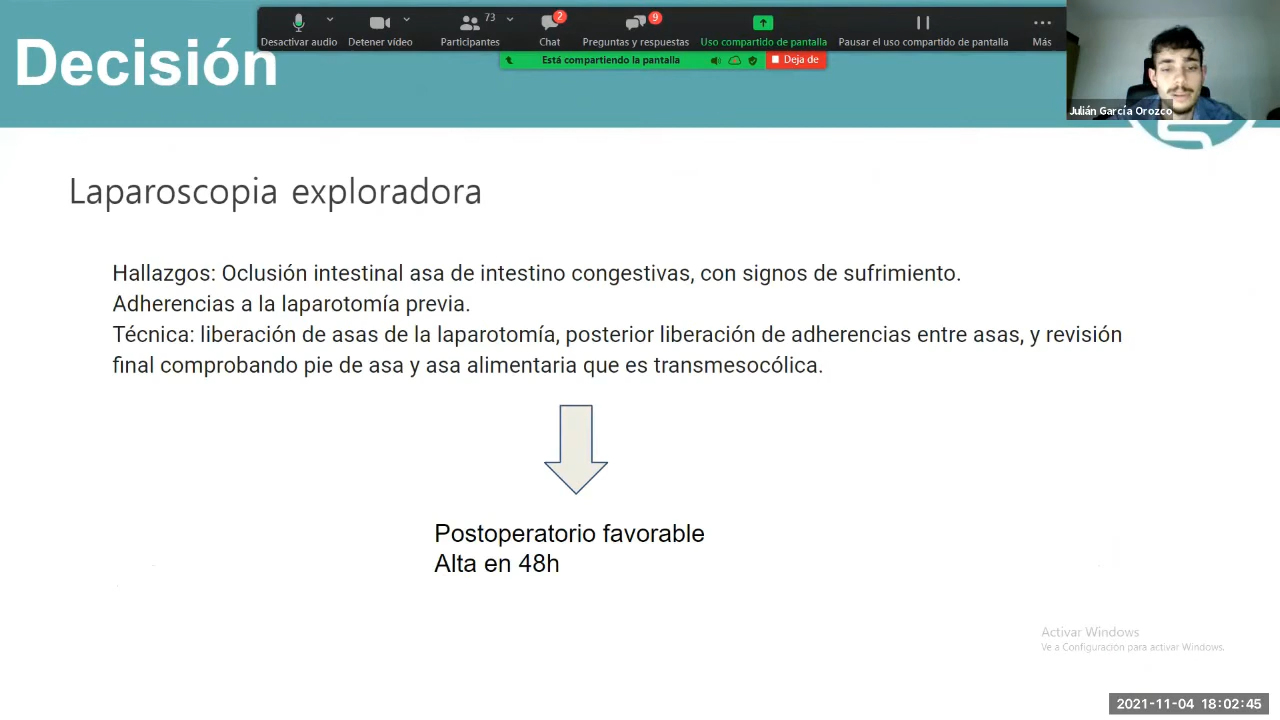 Decisión
73
2
9
Desactivar audio
Detener vídeo
Participantes
Chat
Preguntas y respuestas
Uso compartido de pantalla
Pausar el uso compartido de pantalla
Más
Está compartiendo la pantalla
Deja de
Julián García Orozco
Laparoscopia exploradora
Hallazgos: Oclusión intestinal asa de intestino congestivas, con signos de sufrimiento.
Adherencias a la laparotomía previa.
Técnica: liberación de asas de la laparotomía, posterior liberación de adherencias entre asas, y revisión
final comprobando pie de asa y asa alimentaria que es transmesocólica.
Postoperatorio favorable
Alta en 48h
Activar Windows
Ve a Configuración para activar Windows.
2021-11-04 18:02:45